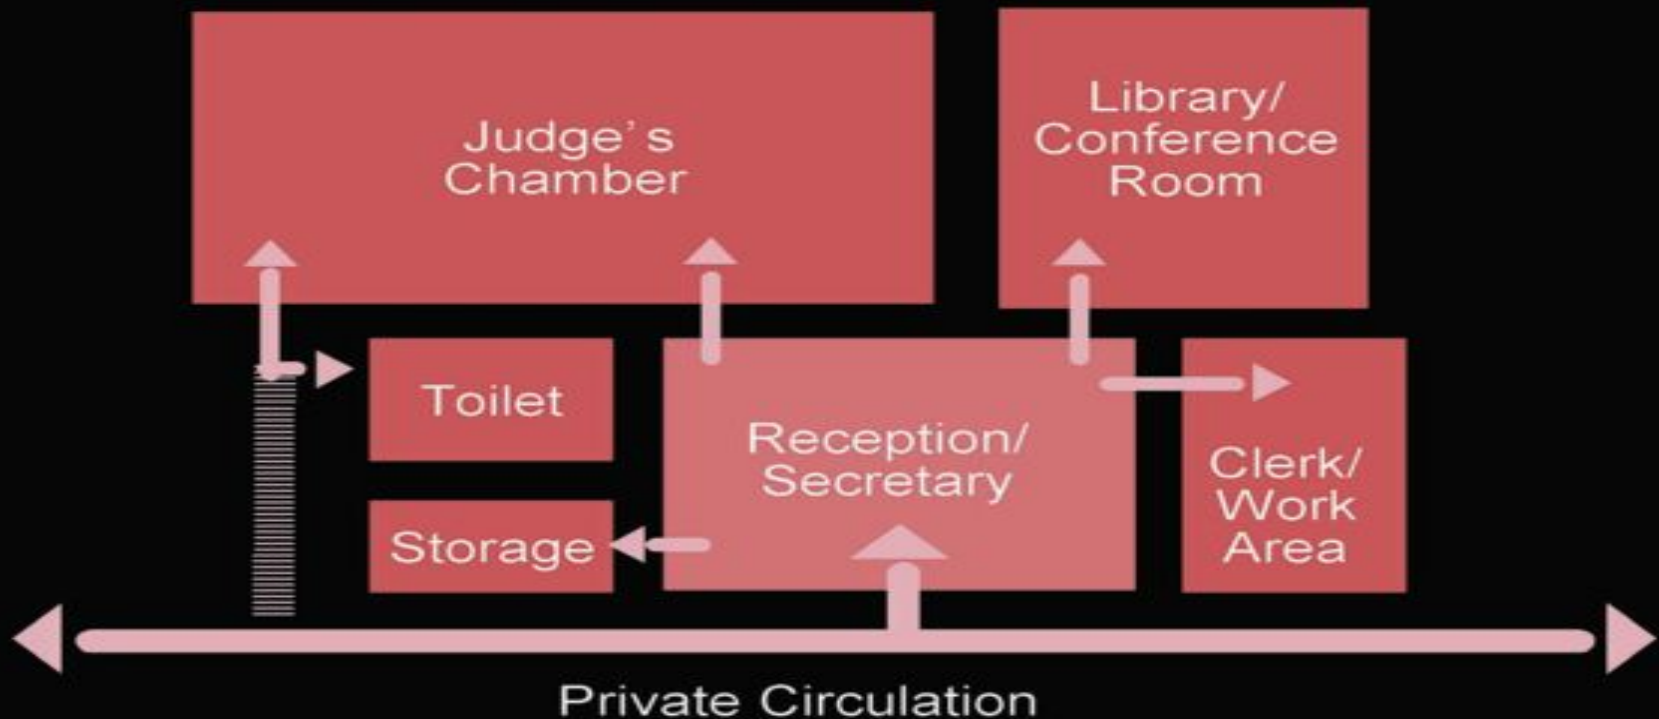 Judge's
Chamber
Library/
Conference
Room
Toilet
Reception/
Secretary
Clerk/
Work
Area
Storage
Private Circulation